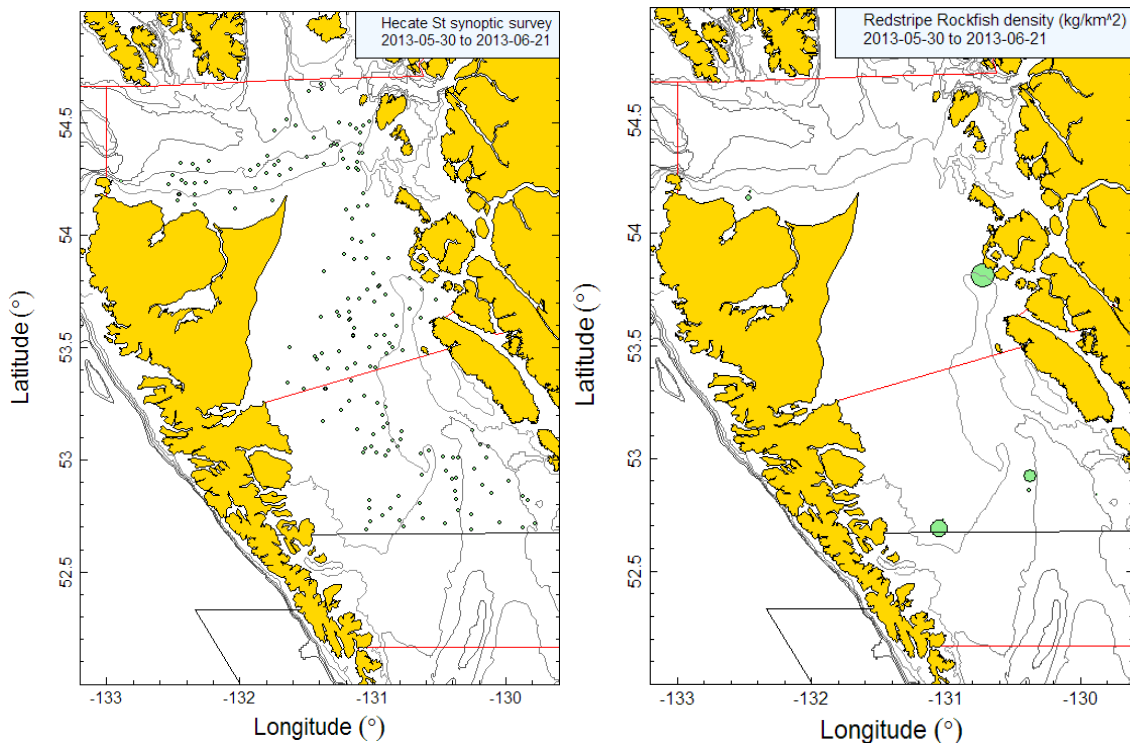 Hecate St synoptic survey
2013-05-30 to 2013-06-21
54.5
54
53.5
53
52.5
Latitude (°)
-133
-132
-131
-130
Longitude (°)
Redstripe Rockfish density (kg/km^2)
2013-05-30 to 2013-06-21
54.5
54
53.5
53
52.5
Latitude (°)
-133
-132
-131
-130
Longitude (°)